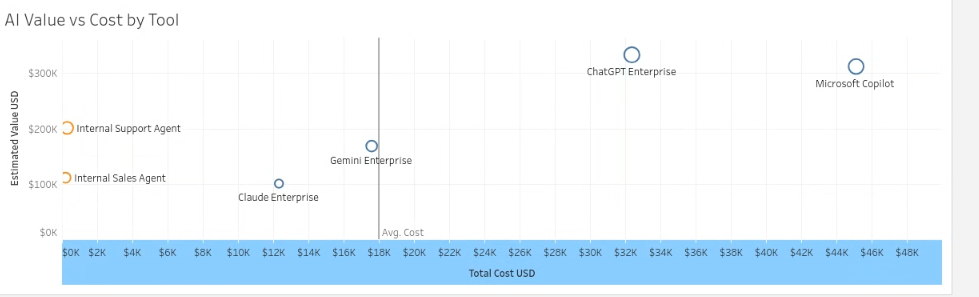 AI Value vs Cost by Tool
$300K
ChatGPT Enterprise
Microsoft Copilot
Estimated Value USD
$200K
Internal Support Agent
Gemini Enterprise
Internal Sales Agent
$100K
Claude Enterprise
$0K
Avg. Cost
$0K $2K $4K $6K $8K $10K $12K $14K $16K $18K $20K $22K $24K $26K $28K $30K $32K $34K $36K $38K $40K $42K $44K $46K $48K
Total Cost USD